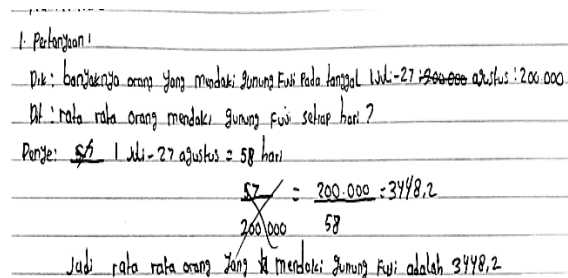 1. Pertanyaan!
Dik: banyaknya orang yang mendaki gunung Fuji Pada tanggal 1 Juli-27 : 200.000 agustus : 200.000
Dit : rata rata orang mendaki gunung Fuji setiap hari ?
Penye: 1 Juli - 27 agustus = 58 hari
57 = 200.000 = 3448,2
200.000 58
Jadi rata rata orang yang mendaki gunung Fuji adalah 3448,2